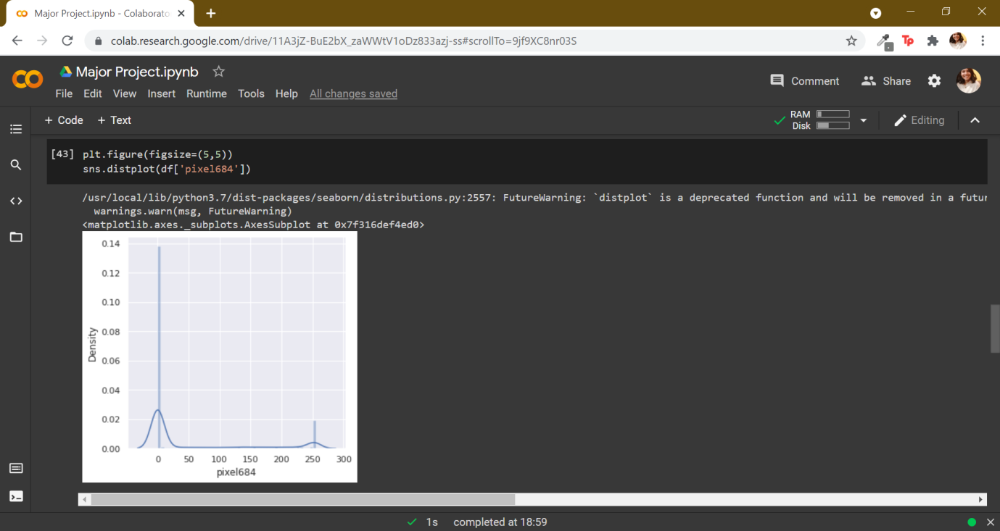 Major Project.ipynb - Colaborato
colab.research.google.com/drive/11A3jZ-BuE2bX_zaWWtV1oDz833azj-ss#scrollTo=9jf9XC8nr03S
Tp
Major Project.ipynb
Comment
Share
File Edit View Insert Runtime Tools Help All changes saved
+ Code + Text
RAM
Disk
Editing
[43] plt.figure(figsize=(5,5))
sns.distplot(df['pixel684'])
/usr/local/lib/python3.7/dist-packages/seaborn/distributions.py:2557: FutureWarning: `distplot` is a deprecated function and will be removed in a futur
warnings.warn(msg, FutureWarning)
<matplotlib.axes._subplots.AxesSubplot at 0x7f316def4ed0>
0.14
0.12
0.10
0.08
0.06
0.04
0.02
0.00
Density
0 50 100 150 200 250 300
pixel684
1s completed at 18:59